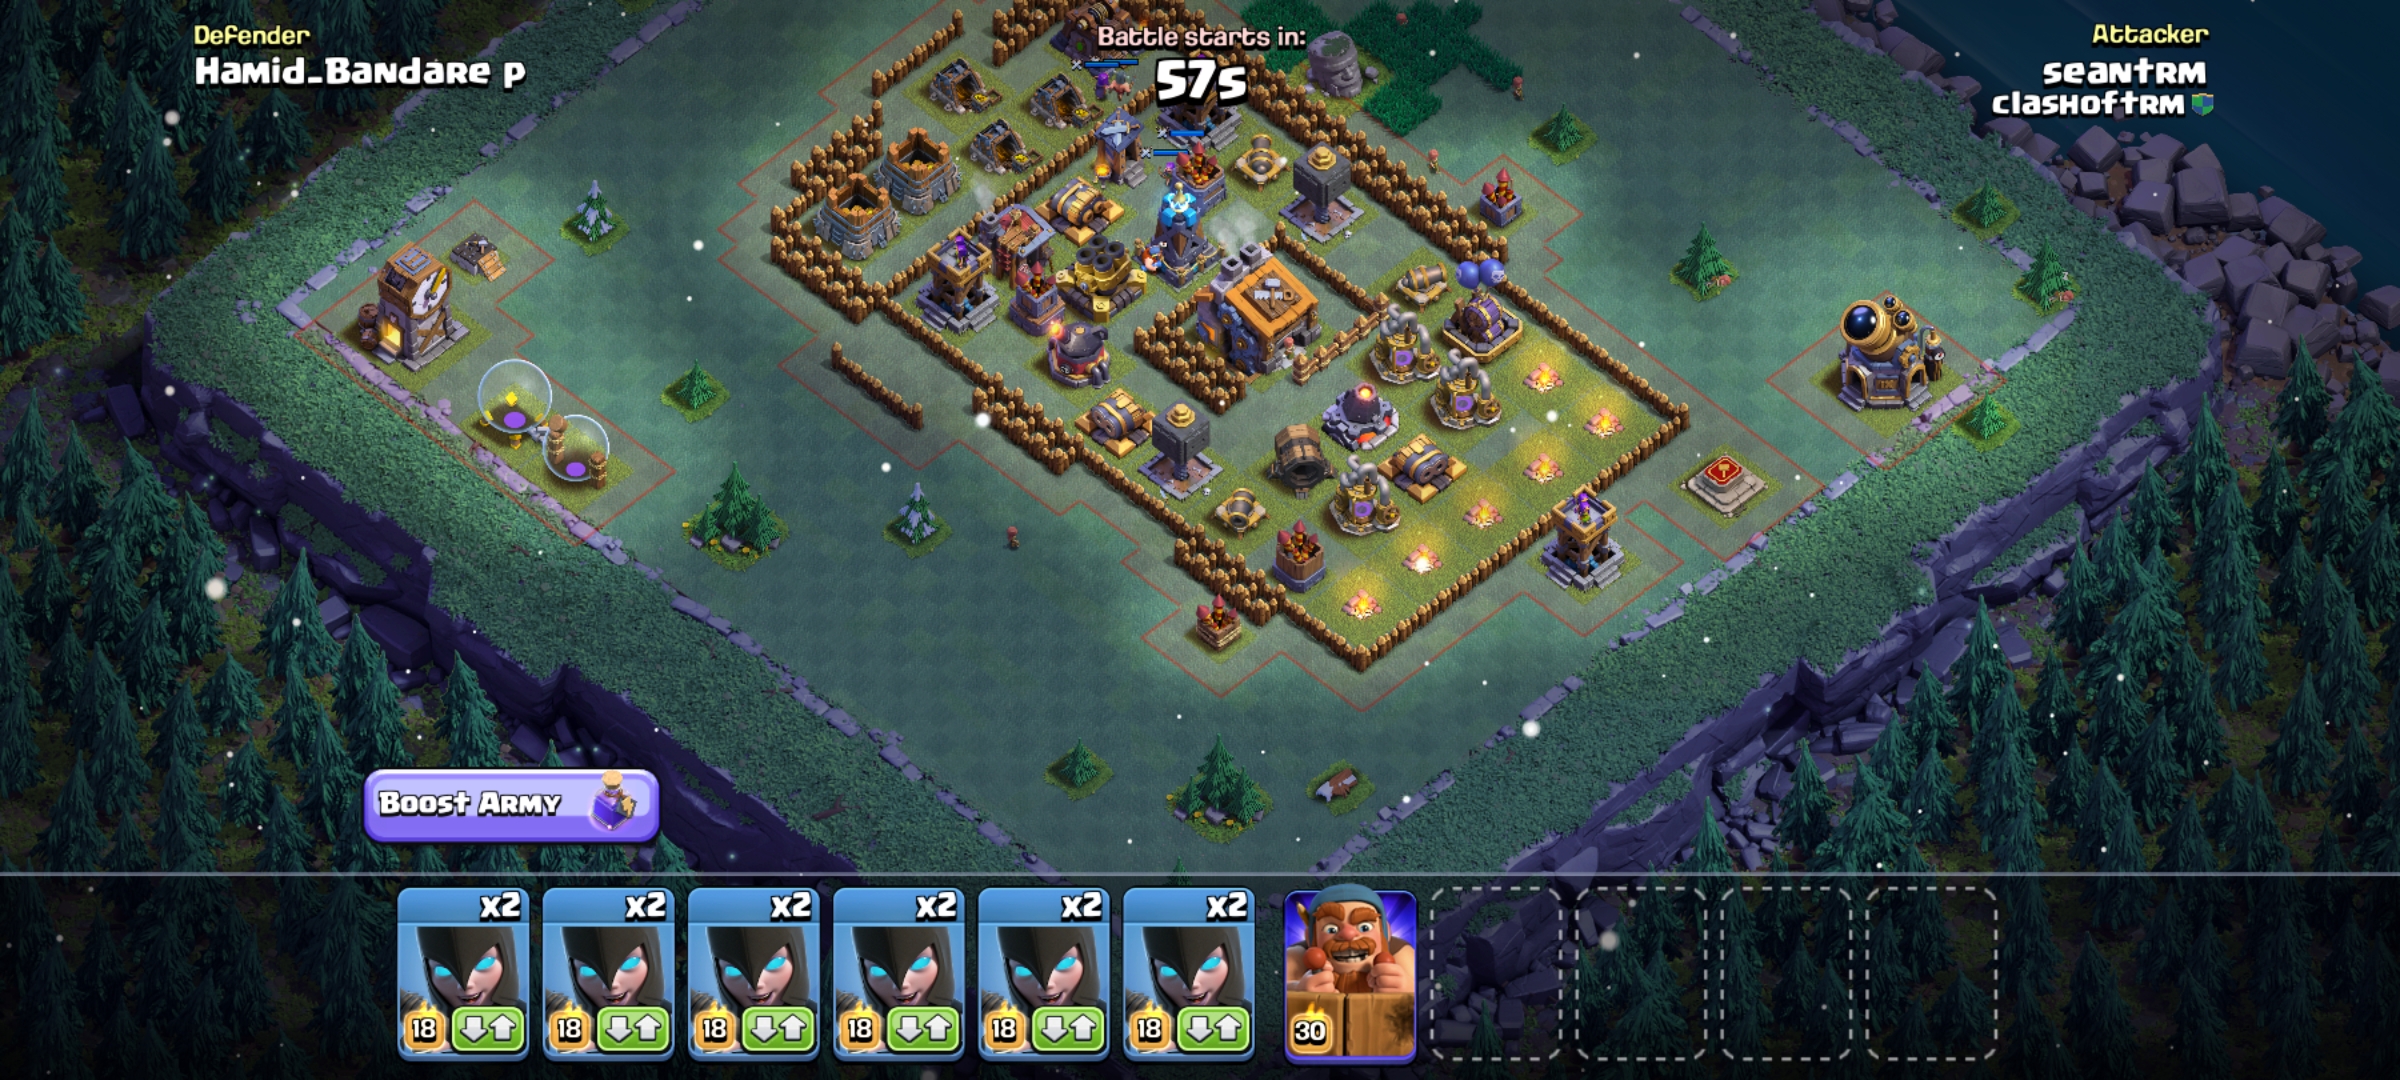 Defender
Hamid_Bandare p
Battle starts in:
57s
Attacker
seantRM
clashoftRM
Boost Army
x2
x2
x2
x2
x2
x2
18
18
18
18
18
18
30